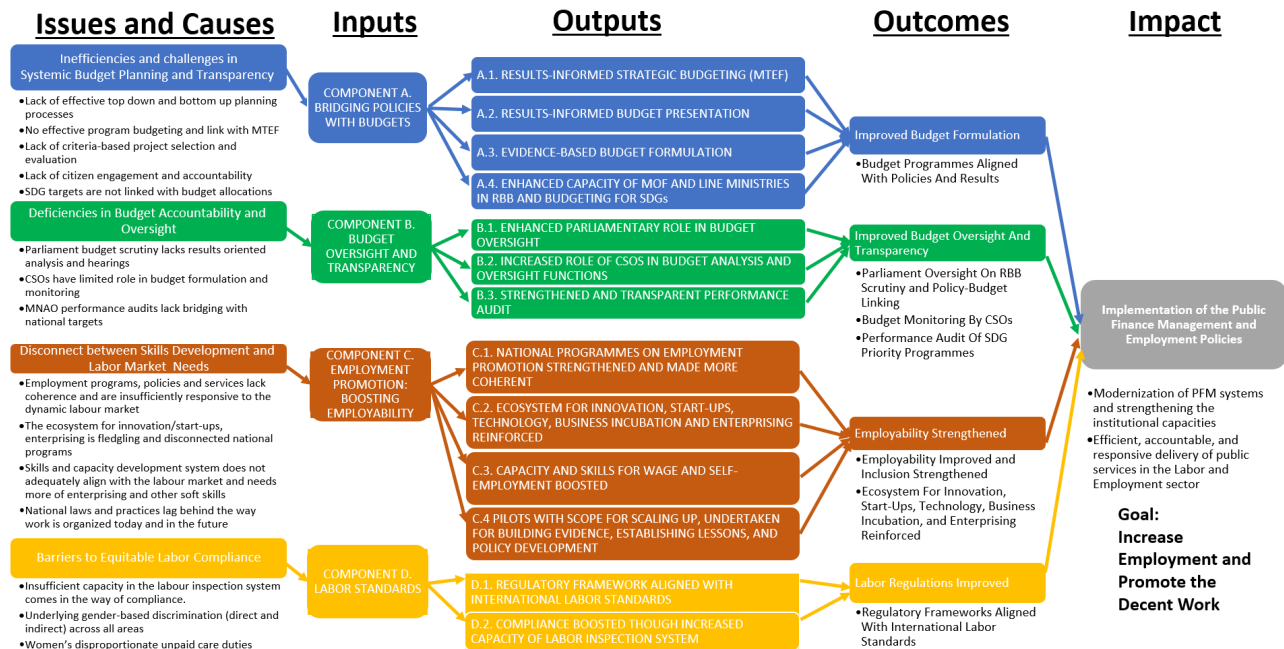 Issues and Causes
Inputs
Outputs
Outcomes
Impact
Inefficiencies and challenges in
Systemic Budget Planning and Transparency
•Lack of effective top down and bottom up planning
processes
•No effective program budgeting and link with MTEF
•Lack of criteria-based project selection and
evaluation
•Lack of citizen engagement and accountability
•SDG targets are not linked with budget allocations
COMPONENT A.
BRIDGING POLICIES
WITH BUDGETS
A.1. RESULTS-INFORMED STRATEGIC BUDGETING (MTEF)
A.2. RESULTS-INFORMED BUDGET PRESENTATION
A.3. EVIDENCE-BASED BUDGET FORMULATION
A.4. ENHANCED CAPACITY OF MOF AND LINE MINISTRIES
IN RBB AND BUDGETING FOR SDGs
Improved Budget Formulation
•Budget Programmes Aligned
With Policies And Results
Deficiencies in Budget Accountability and
Oversight
•Parliament budget scrutiny lacks results oriented
analysis and hearings
•CSOs have limited role in budget formulation and
monitoring
•MNAO performance audits lack bridging with
national targets
COMPONENT B.
BUDGET
OVERSIGHT AND
TRANSPARENCY
B.1. ENHANCED PARLIAMENTARY ROLE IN BUDGET
OVERSIGHT
B.2. INCREASED ROLE OF CSOS IN BUDGET ANALYSIS AND
OVERSIGHT FUNCTIONS
B.3. STRENGTHENED AND TRANSPARENT PERFORMANCE
AUDIT
Improved Budget Oversight And
Transparency
•Parliament Oversight On RBB
Scrutiny and Policy-Budget
Linking
•Budget Monitoring By CSOs
•Performance Audit Of SDG
Priority Programmes
Disconnect between Skills Development and
Labor Market Needs
•Employment programs, policies and services lack
coherence and are insufficiently responsive to the
dynamic labour market
•The ecosystem for innovation/start-ups,
enterprising is fledgling and disconnected national
programs
•Skills and capacity development system does not
adequately align with the labour market and needs
more of enterprising and other soft skills
•National laws and practices lag behind the way
work is organized today and in the future
COMPONENT C.
EMPLOYMENT
PROMOTION:
BOOSTING
EMPLOYABILITY
C.1. NATIONAL PROGRAMMES ON EMPLOYMENT
PROMOTION STRENGTHENED AND MADE MORE
COHERENT
C.2. ECOSYSTEM FOR INNOVATION, START-UPS,
TECHNOLOGY, BUSINESS INCUBATION AND ENTERPRISING
REINFORCED
C.3. CAPACITY AND SKILLS FOR WAGE AND SELF-
EMPLOYMENT BOOSTED
C.4 PILOTS WITH SCOPE FOR SCALING UP, UNDERTAKEN
FOR BUILDING EVIDENCE, ESTABLISHING LESSONS, AND
POLICY DEVELOPMENT
Employability Strengthened
•Employability Improved and
Inclusion Strengthened
•Ecosystem For Innovation,
Start-Ups, Technology, Business
Incubation, and Enterprising
Reinforced
Barriers to Equitable Labor Compliance
•Insufficient capacity in the labour inspection system
comes in the way of compliance.
•Underlying gender-based discrimination (direct and
indirect) across all areas
•Women's disproportionate unpaid care duties
COMPONENT D.
LABOR STANDARDS
D.1. REGULATORY FRAMEWORK ALIGNED WITH
INTERNATIONAL LABOR STANDARDS
D.2. COMPLIANCE BOOSTED THOUGH INCREASED
CAPACITY OF LABOR INSPECTION SYSTEM
Labor Regulations Improved
•Regulatory Frameworks Aligned
With International Labor
Standards
Implementation of the Public
Finance Management and
Employment Policies
•Modernization of PFM systems
and strengthening the
institutional capacities
•Efficient, accountable, and
responsive delivery of public
services in the Labor and
Employment sector
Goal:
Increase
Employment and
Promote the
Decent Work